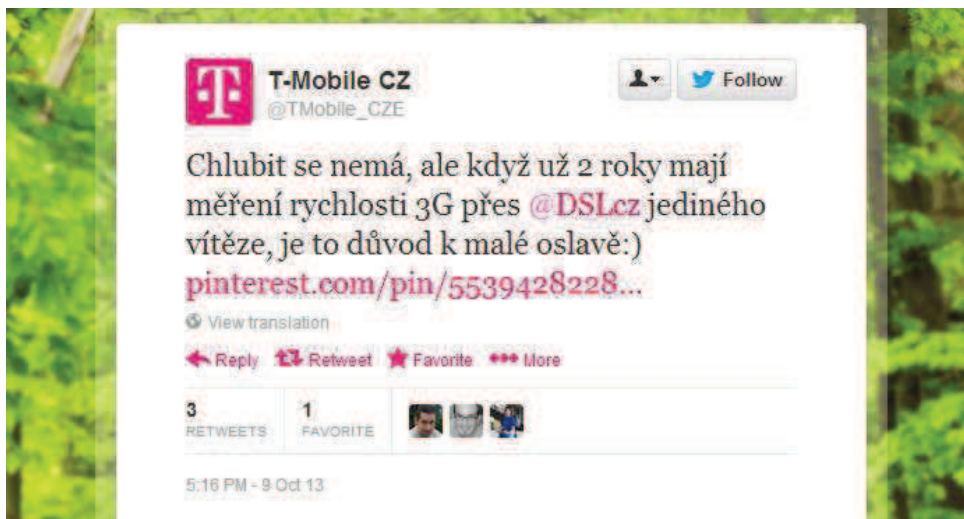 T-Mobile CZ
@TMobile_CZE
Follow
Chlubit se nemá, ale když už 2 roky mají
měření rychlosti 3G přes @DSLcz jediného
vítěze, je to důvod k malé oslavě:)
pinterest.com/pin/5539428228...
View translation
Reply Retweet Favorite More
3 1
RETWEETS FAVORITE
5:16 PM - 9 Oct 13